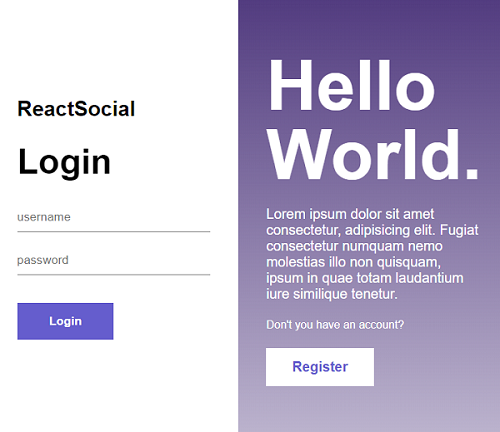 ReactSocial
Login
username
password
Login
Hello
World.
Lorem ipsum dolor sit amet
consectetur, adipisicing elit. Fugiat
consectetur numquam nemo
molestias illo non quisquam,
ipsum in quae totam laudantium
iure similique tenetur.
Don't you have an account?
Register